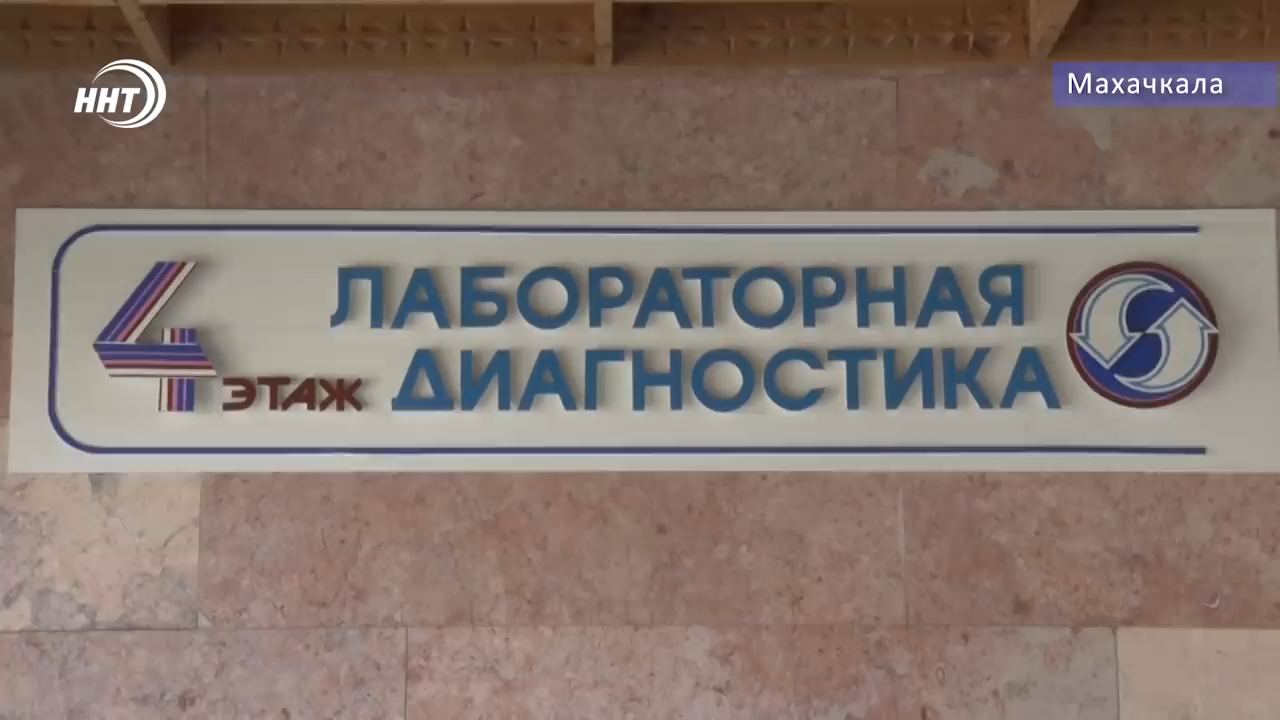 ННТ
Махачкала
ЛАБОРАТОРНАЯ
4 ЭТАЖ ДИАГНОСТИКА